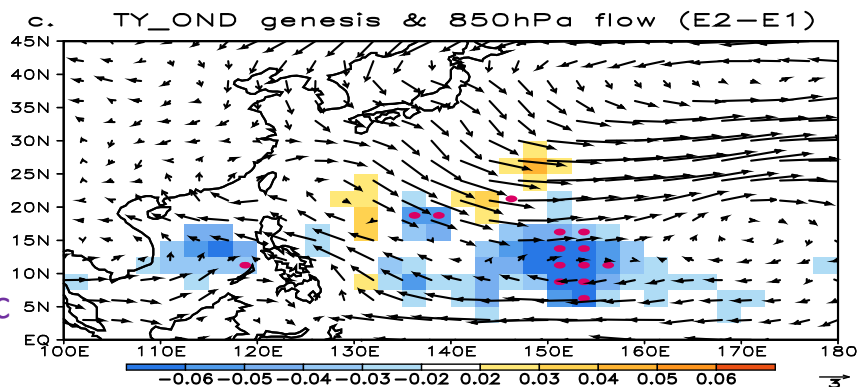 c. TY_OND genesis & 850hPa flow (E2-E1)
45N
40N
35N
30N
25N
20N
15N
10N
5N
EQ
C
100E 110E 120E 130E 140E 150E 160E 170E 180
-0.06 -0.05 -0.04 -0.03 -0.02 0.02 0.03 0.04 0.05 0.06
3